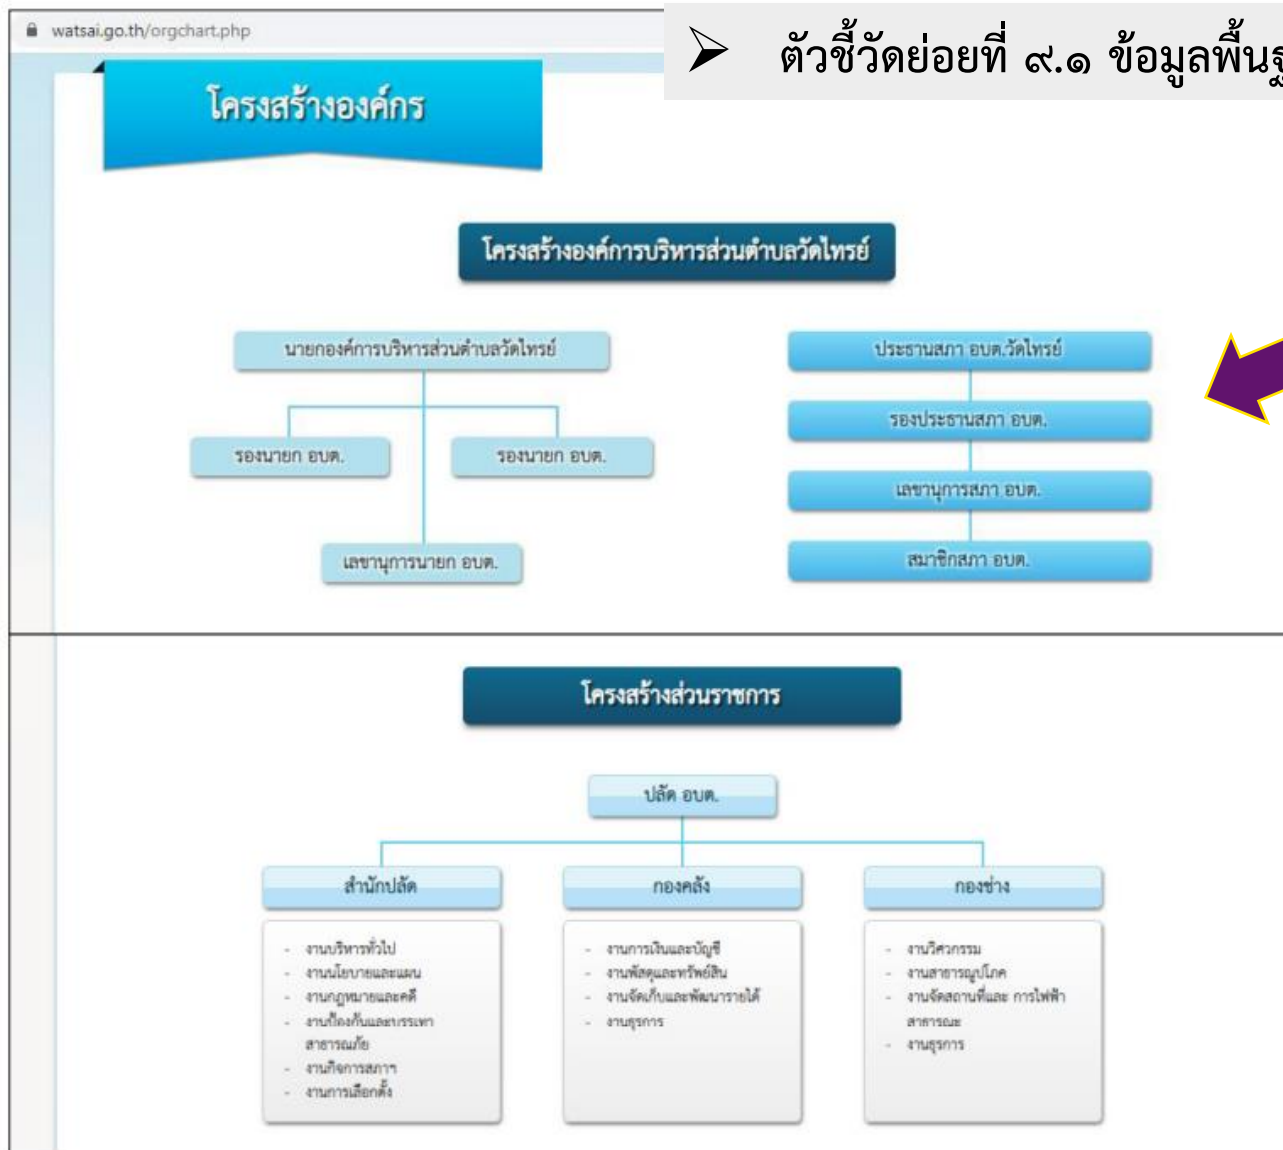 watsai.go.th/orgchart.php
➢ ตัวชี้วัดย่อยที่ ๙.๑ ข้อมูลพื้นฐ
โครงสร้างองค์กร
โครงสร้างองค์การบริหารส่วนตำบลวัดไทรย์
นายกองค์การบริหารส่วนตำบลวัดไทรย์
รองนายก อบต.
รองนายก อบต.
เลขานุการนายก อบต.
ประธานสภา อบต.วัดไทรย์
รองประธานสภา อบต.
เลขานุการสภา อบต.
สมาชิกสภา อบต.
โครงสร้างส่วนราชการ
ปลัด อบต.
สำนักปลัด
- งานบริหารทั่วไป
- งานนโยบายและแผน
- งานกฎหมายและคดี
- งานป้องกันและบรรเทา
สาธารณภัย
- งานกิจการสภาฯ
- งานการเลือกตั้ง
กองคลัง
- งานการเงินและบัญชี
- งานพัสดุและทรัพย์สิน
- งานจัดเก็บและพัฒนารายได้
- งานธุรการ
กองช่าง
- งานวิศวกรรม
- งานสาธารณูปโภค
- งานจัดสถานที่และ การไฟฟ้า
สาธารณะ
- งานธุรการ